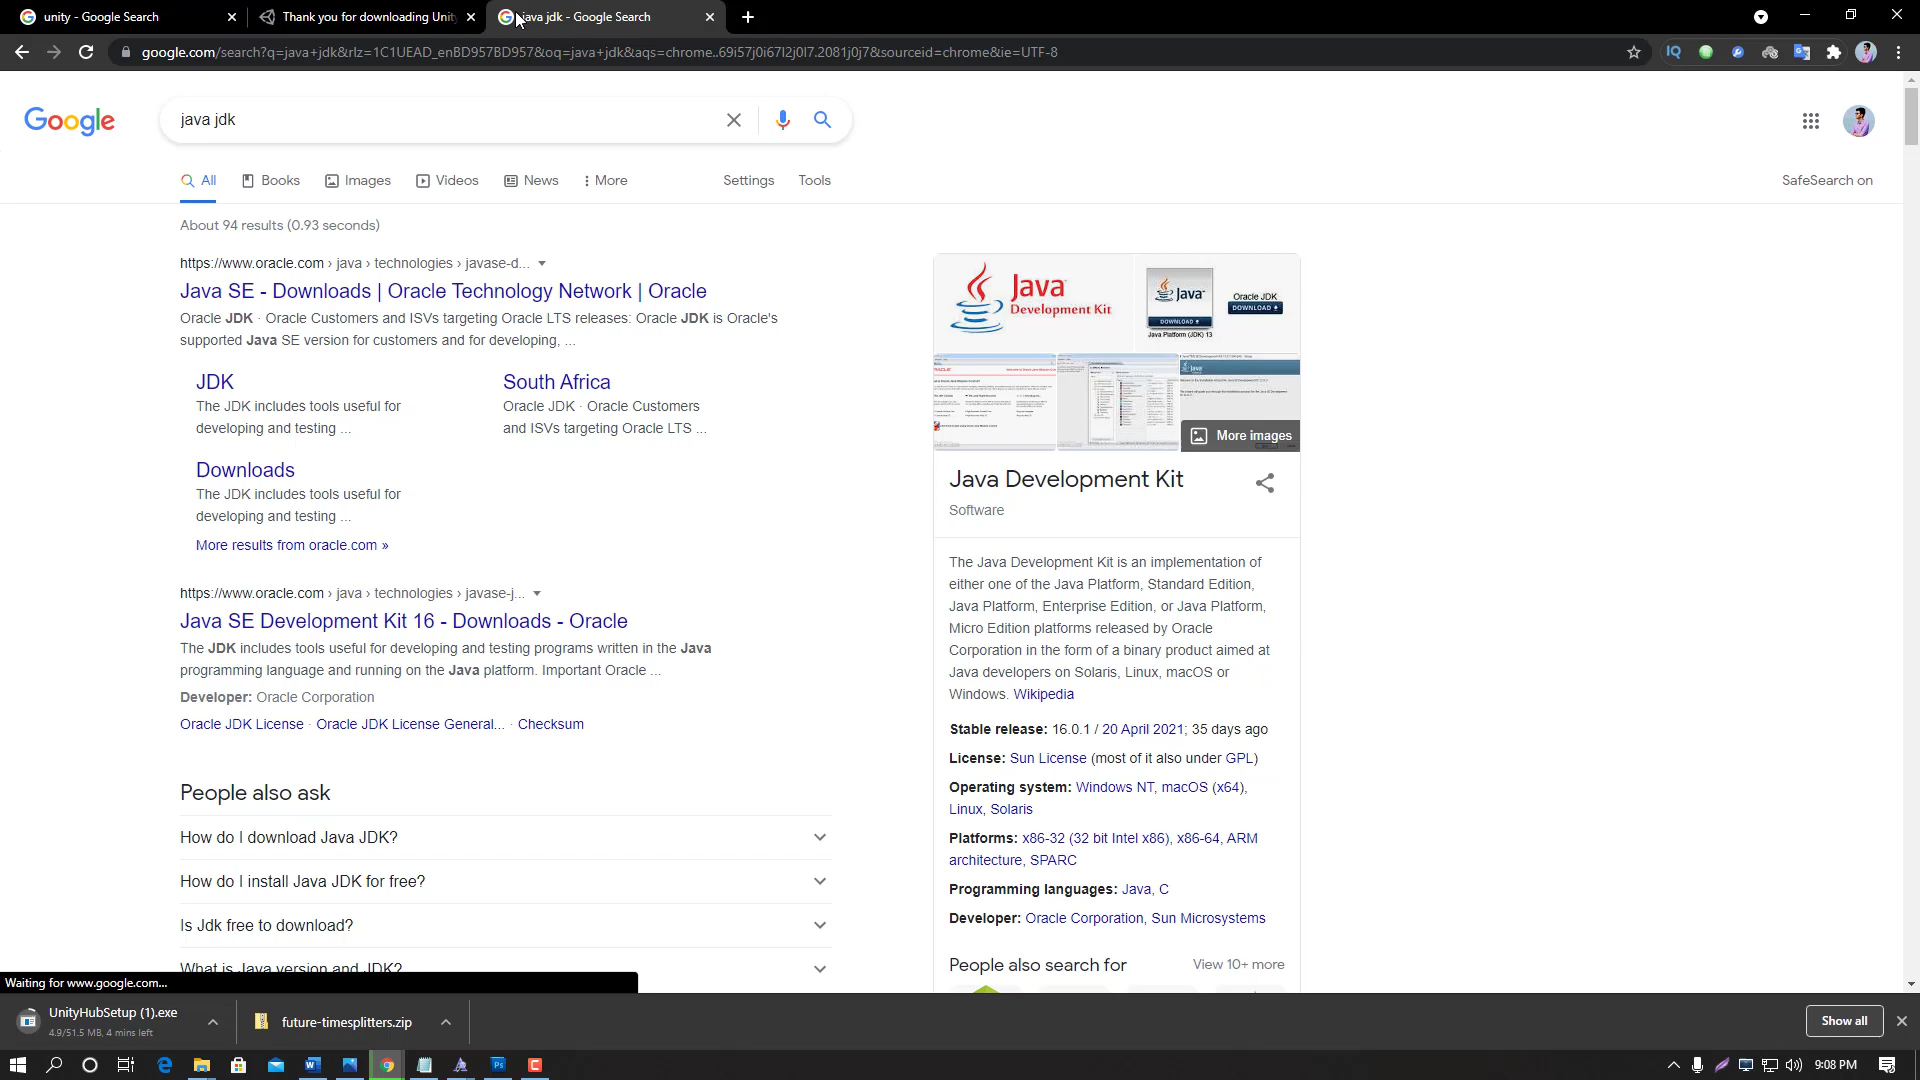 unity - Google Search
Thank you for downloading Unity
java jdk - Google Search
google.com/search?q=java+jdk&rlz=1C1UEAD_enBD957BD957&oq=java+jdk&aqs=chrome..69i57j0i67l2j0l7.2081j0j7&sourceid=chrome&ie=UTF-8
Google
java jdk
All
Books
Images
Videos
News
More
Settings
Tools
SafeSearch on
About 94 results (0.93 seconds)
https://www.oracle.com › java › technologies › javase-d...
Java SE - Downloads | Oracle Technology Network | Oracle
Oracle JDK · Oracle Customers and ISVs targeting Oracle LTS releases: Oracle JDK is Oracle's
supported Java SE version for customers and for developing, ...
JDK
The JDK includes tools useful for
developing and testing ...
South Africa
Oracle JDK · Oracle Customers
and ISVs targeting Oracle LTS ...
Downloads
The JDK includes tools useful for
developing and testing ...
More results from oracle.com »
https://www.oracle.com › java › technologies › javase-j...
Java SE Development Kit 16 - Downloads - Oracle
The JDK includes tools useful for developing and testing programs written in the Java
programming language and running on the Java platform. Important Oracle ...
Developer: Oracle Corporation
Oracle JDK License · Oracle JDK License General... · Checksum
People also ask
How do I download Java JDK?
How do I install Java JDK for free?
Is Jdk free to download?
What is Java version and JDK?
Java
Development Kit
Java
DOWNLOAD
Java Platform (JDK) 13
Oracle JDK
DOWNLOAD
More images
Java Development Kit
Software
The Java Development Kit is an implementation of
either one of the Java Platform, Standard Edition,
Java Platform, Enterprise Edition, or Java Platform,
Micro Edition platforms released by Oracle
Corporation in the form of a binary product aimed at
Java developers on Solaris, Linux, macOS or
Windows. Wikipedia
Stable release: 16.0.1 / 20 April 2021; 35 days ago
License: Sun License (most of it also under GPL)
Operating system: Windows NT, macOS (x64),
Linux, Solaris
Platforms: x86-32 (32 bit Intel x86), x86-64, ARM
architecture, SPARC
Programming languages: Java, C
Developer: Oracle Corporation, Sun Microsystems
People also search for
View 10+ more
Waiting for www.google.com...
UnityHubSetup (1).exe
4.9/51.5 MB, 4 mins left
future-timesplitters.zip
Show all
9:08 PM